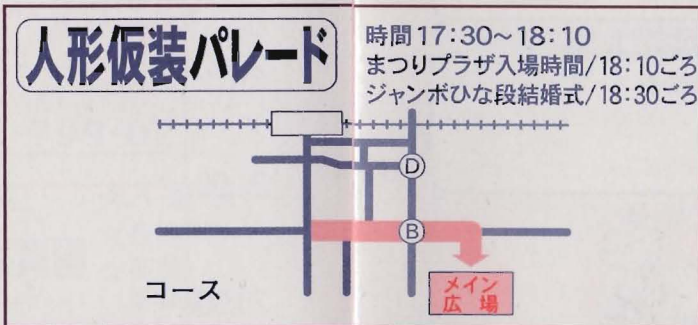 人形仮装パレード
時間17:30～18:10
まつりプラザ入場時間/18:10ごろ
ジャンボひな段結婚式/18:30ごろ
D
B
コース
メイン
広場